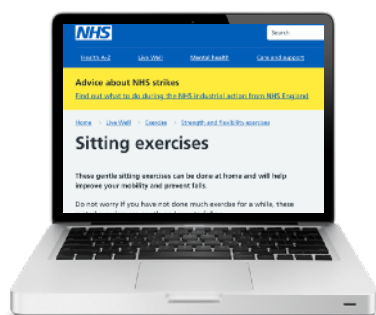 NHS
Search
Health A-Z Live Well Mental health Care and support
Advice about NHS strikes
Find out what to do during the NHS industrial action from NHS England
Home Live Well Exercise Strength and flexibility exercises
Sitting exercises
These gentle sitting exercises can be done at home and will help
improve your mobility and prevent falls.
Do not worry if you have not done much exercise for a while, these